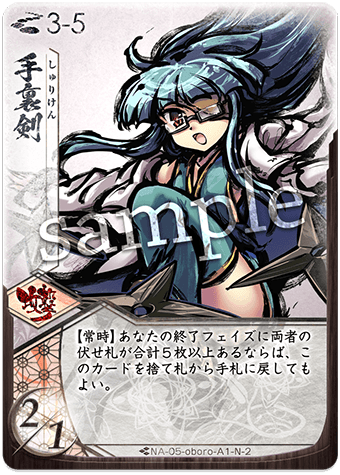 3-5
しゅりけん
手裏剣
sample
攻撃
【常時】あなたの終了フェイズに両者の
伏せ札が合計5枚以上あるならば、こ
のカードを捨て札から手札に戻しても
よい。
2/1
NA-05-oboro-A1-N-2